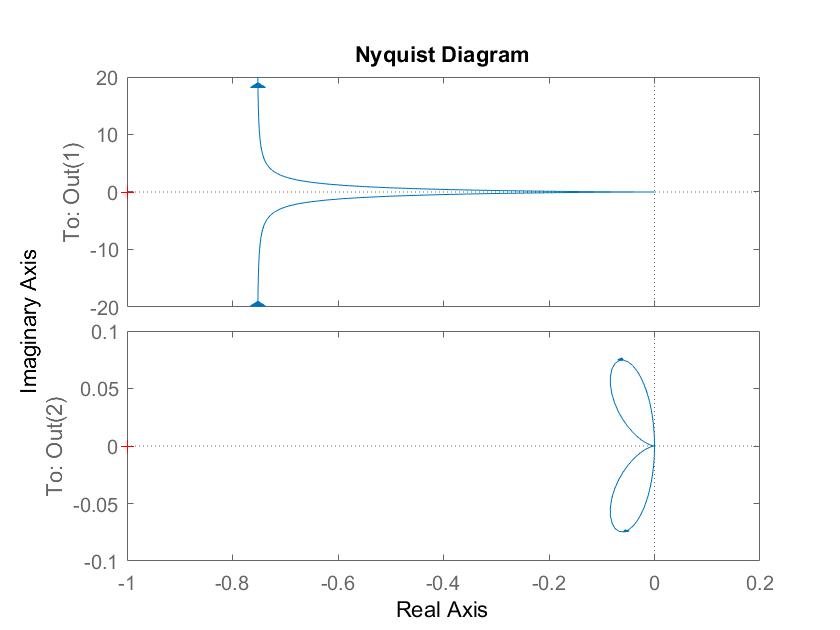 Nyquist Diagram
20
10
0
-10
-20
To: Out(1)
Imaginary Axis
0.1
0.05
0
-0.05
-0.1
To: Out(2)
-1 -0.8 -0.6 -0.4 -0.2 0 0.2
Real Axis